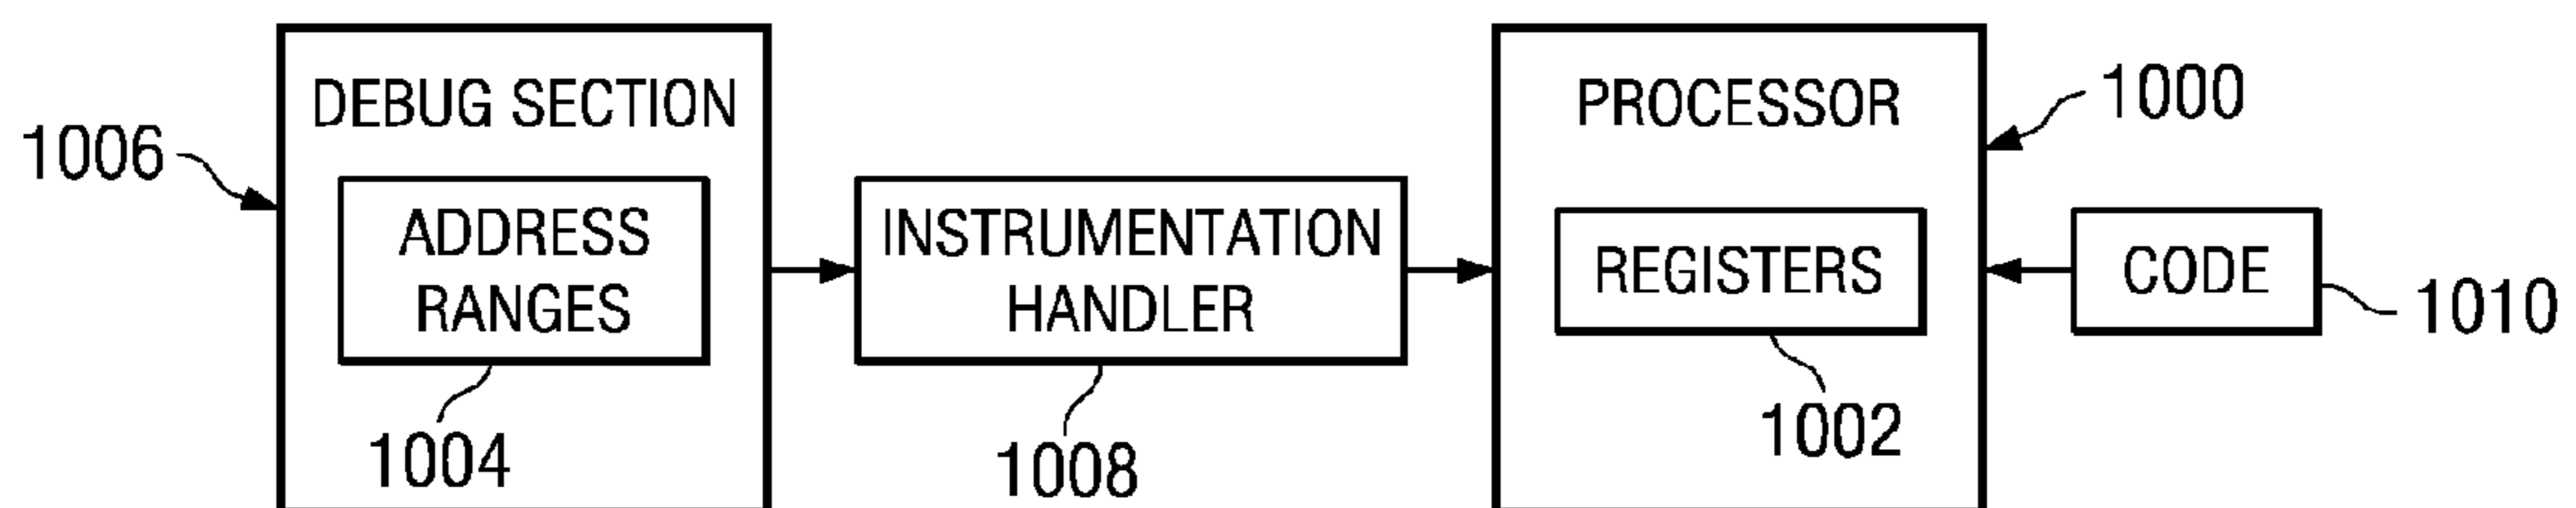 DEBUG SECTION
1006
ADDRESS
RANGES
1004
INSTRUMENTATION
HANDLER
1008
PROCESSOR
1000
REGISTERS
1002
CODE
1010